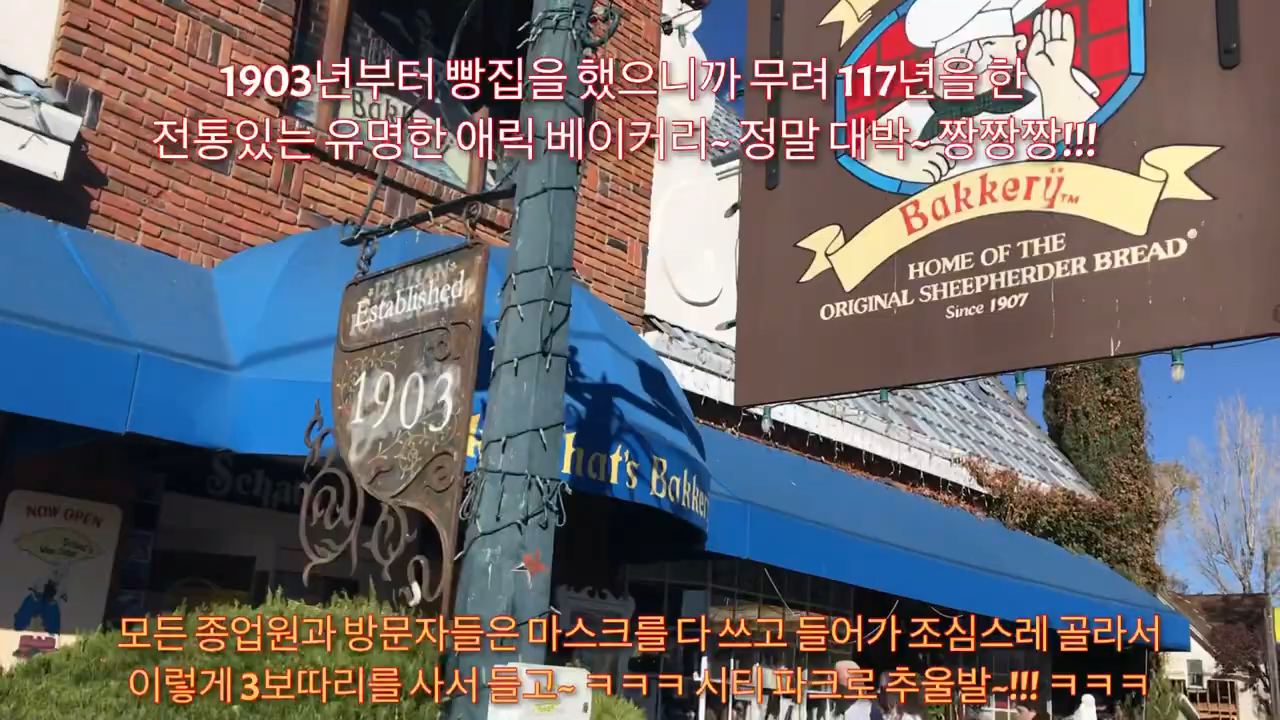 1903년부터 빵집을 했으니까 무려 117년을 한
전통있는 유명한 애릭 베이커리~ 정말 대박~ 짱짱짱!!!
Bakkerÿ™
HOME OF THE
ORIGINAL SHEEPHERDER BREAD®
Since 1907
Established
1903
hat's Bakker
Schat
NOW OPEN
모든 종업원과 방문자들은 마스크를 다 쓰고 들어가 조심스레 골라서
이렇게 3보따리를 사서 들고~ ㅋㅋㅋ 시티 파크로 추울발~!!! ㅋㅋㅋ